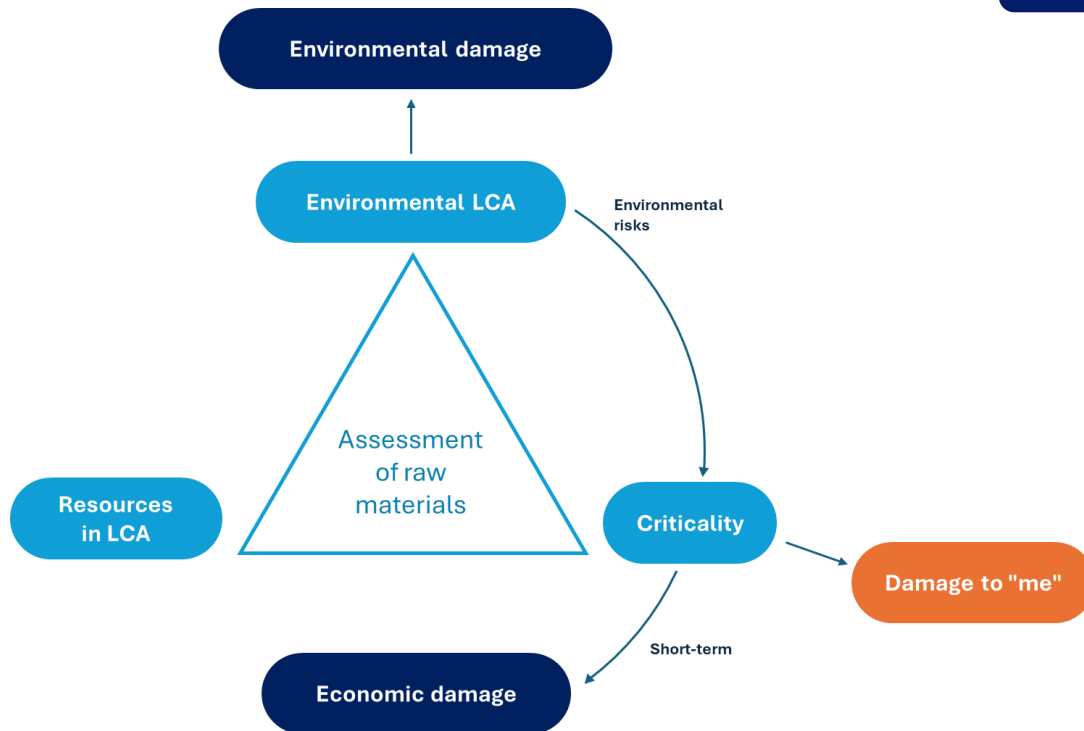 Environmental damage
Environmental LCA
Environmental
risks
Assessment
of raw
materials
Resources
in LCA
Criticality
Damage to "me"
Short-term
Economic damage